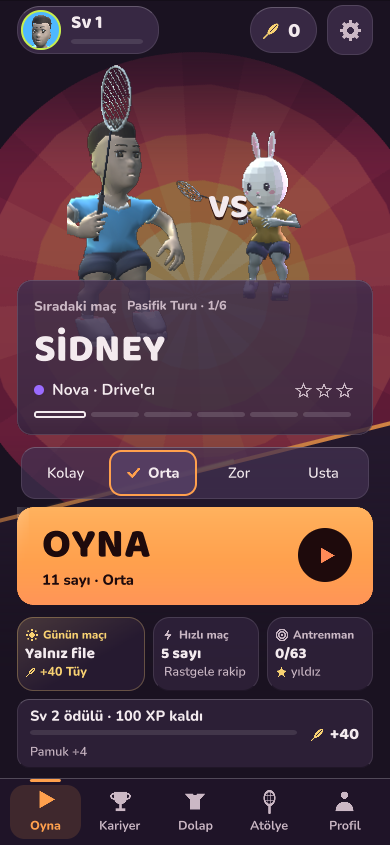 Sv 1
0
VS
Sıradaki maç Pasifik Turu · 1/6
SİDNEY
Nova · Drive'cı
Kolay Orta Zor Usta
OYNA
11 sayı · Orta
Günün maçı
Yalnız file
+40 Tüy
Hızlı maç
5 sayı
Rastgele rakip
Antrenman
0/63
yıldız
Sv 2 ödülü · 100 XP kaldı
+40
Pamuk +4
Oyna Kariyer Dolap Atölye Profil